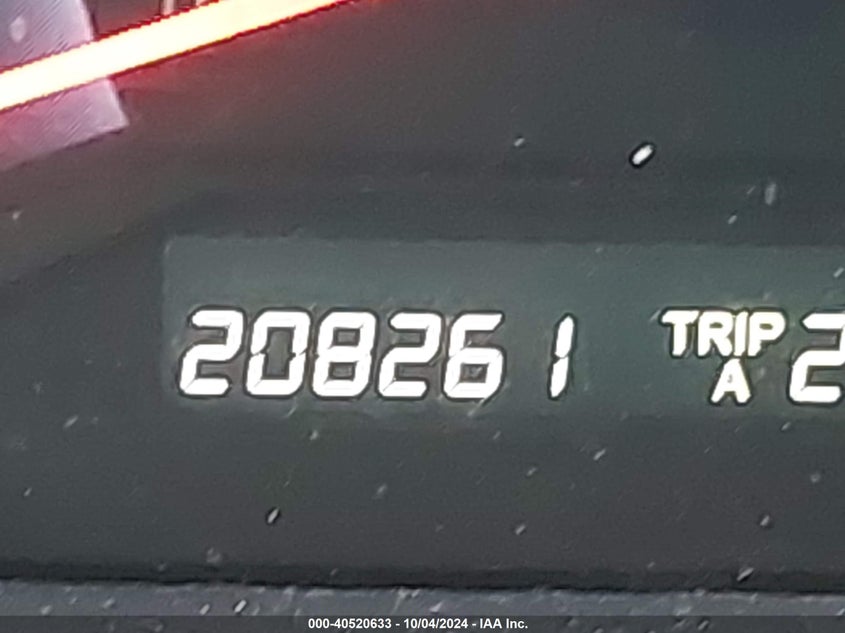 208261 TRIP A 2
000-40520633 - 10/04/2024 - IAA Inc.